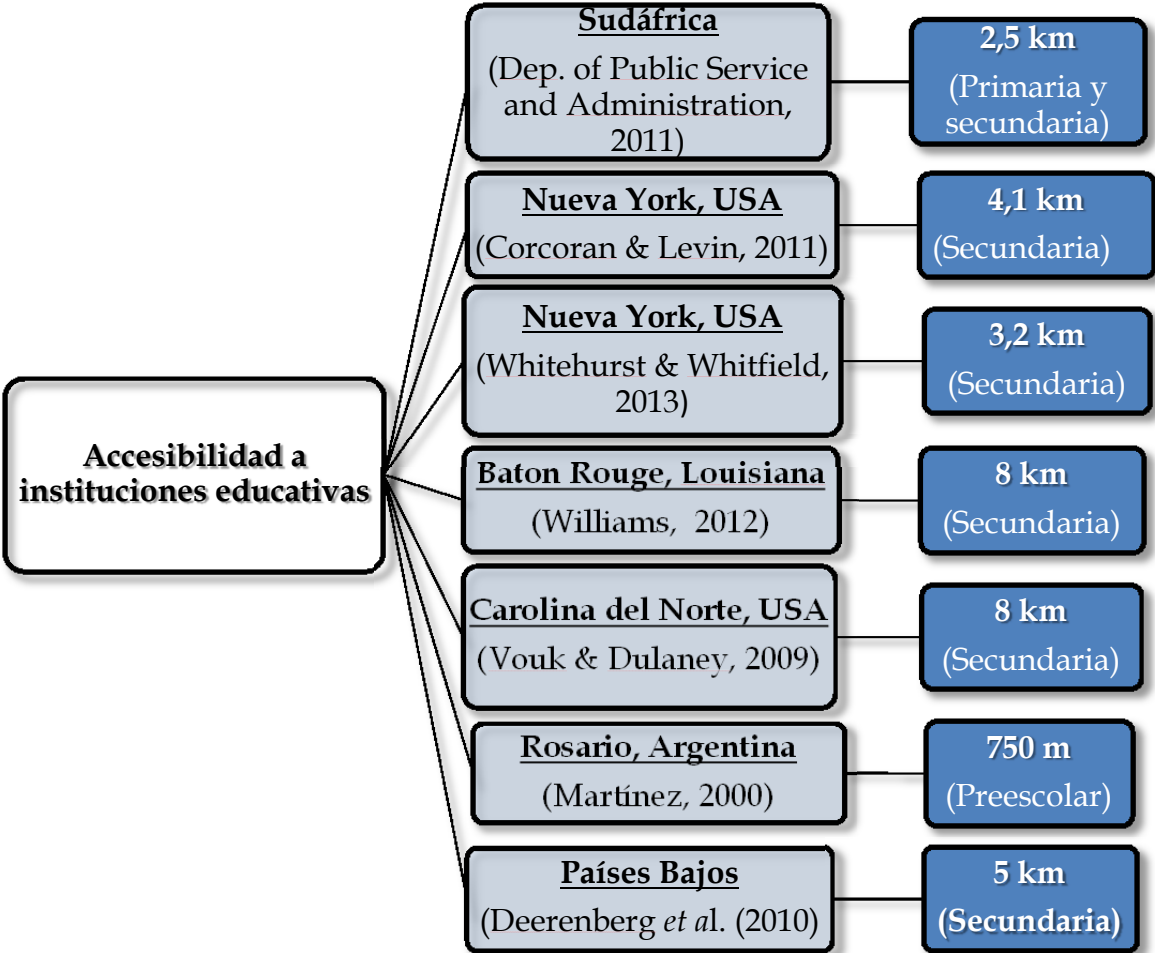 Sudáfrica
(Dep. of Public Service
and Administration,
2011)
2,5 km
(Primaria y
secundaria)
Nueva York, USA
(Corcoran & Levin, 2011)
4,1 km
(Secundaria)
Nueva York, USA
(Whitehurst & Whitfield,
2013)
3,2 km
(Secundaria)
Accesibilidad a
instituciones educativas
Baton Rouge, Louisiana
(Williams, 2012)
8 km
(Secundaria)
Carolina del Norte, USA
(Vouk & Dulaney, 2009)
8 km
(Secundaria)
Rosario, Argentina
(Martínez, 2000)
750 m
(Preescolar)
Países Bajos
(Deerenberg et al. (2010)
5 km
(Secundaria)